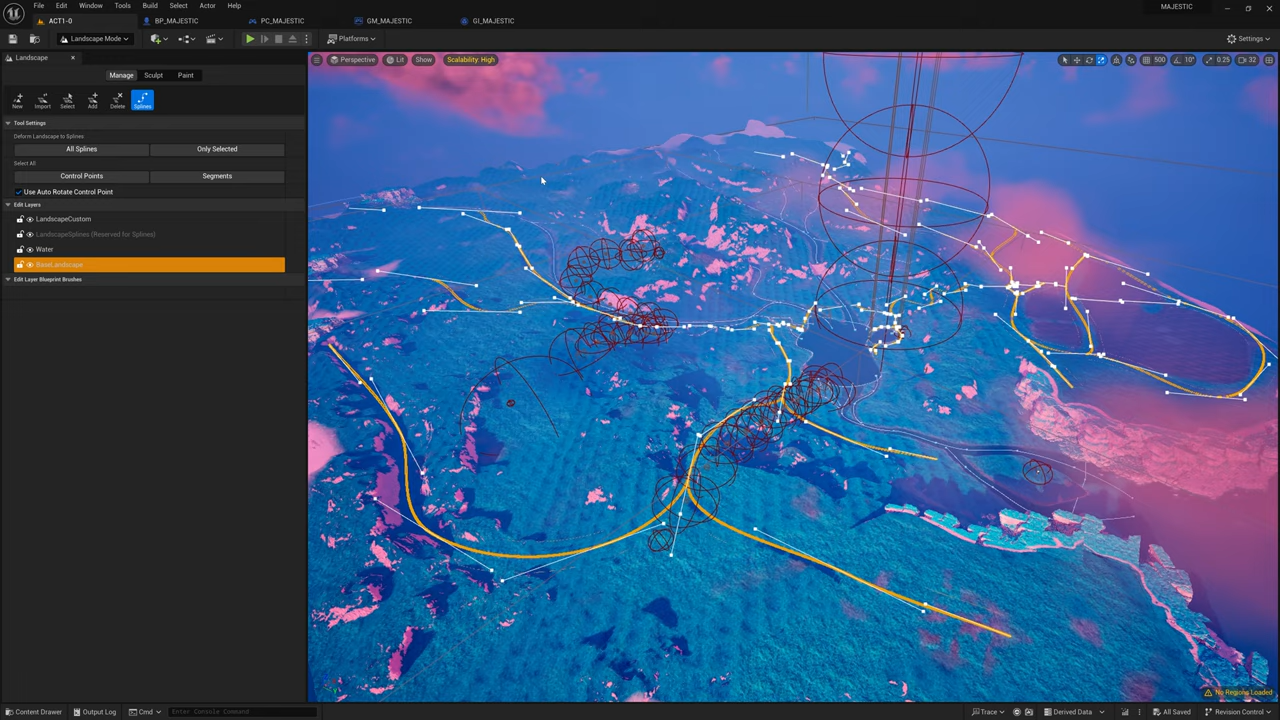 File Edit Window Tools Build Select Actor Help
MAJESTIC
ACT1-0 BP_MAJESTIC PC_MAJESTIC GM_MAJESTIC GI_MAJESTIC
Landscape Mode Platforms Settings
Landscape
Perspective Lit Show Scalability: High 500 10° 0.25 32
Manage Sculpt Paint
New Import Select Add Delete Splines
Tool Settings
Deform Landscape to Splines
All Splines Only Selected
Select All
Control Points Segments
Use Auto Rotate Control Point
Edit Layers
LandscapeCustom
LandscapeSplines (Reserved for Splines)
Water
BaseLandscape
Edit Layer Blueprint Brushes
No Regions Loaded
Content Drawer Output Log Cmd Enter Console Command Trace Derived Data All Saved Revision Control